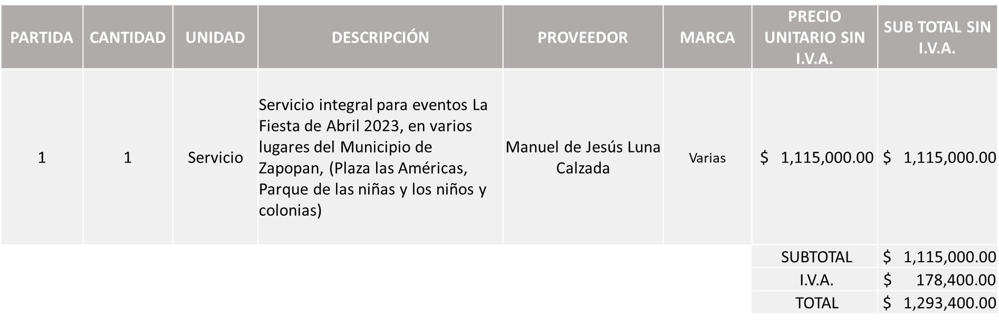 PARTIDA CANTIDAD UNIDAD DESCRIPCIÓN PROVEEDOR MARCA PRECIO UNITARIO SIN I.V.A. SUB TOTAL SIN I.V.A.
1 1 Servicio
Servicio integral para eventos La
Fiesta de Abril 2023, en varios
lugares del Municipio de
Zapopan, (Plaza las Américas,
Parque de las niñas y los niños y
colonias)
Manuel de Jesús Luna
Calzada
Varias
$ 1,115,000.00 $ 1,115,000.00
SUBTOTAL $ 1,115,000.00
I.V.A. $ 178,400.00
TOTAL $ 1,293,400.00